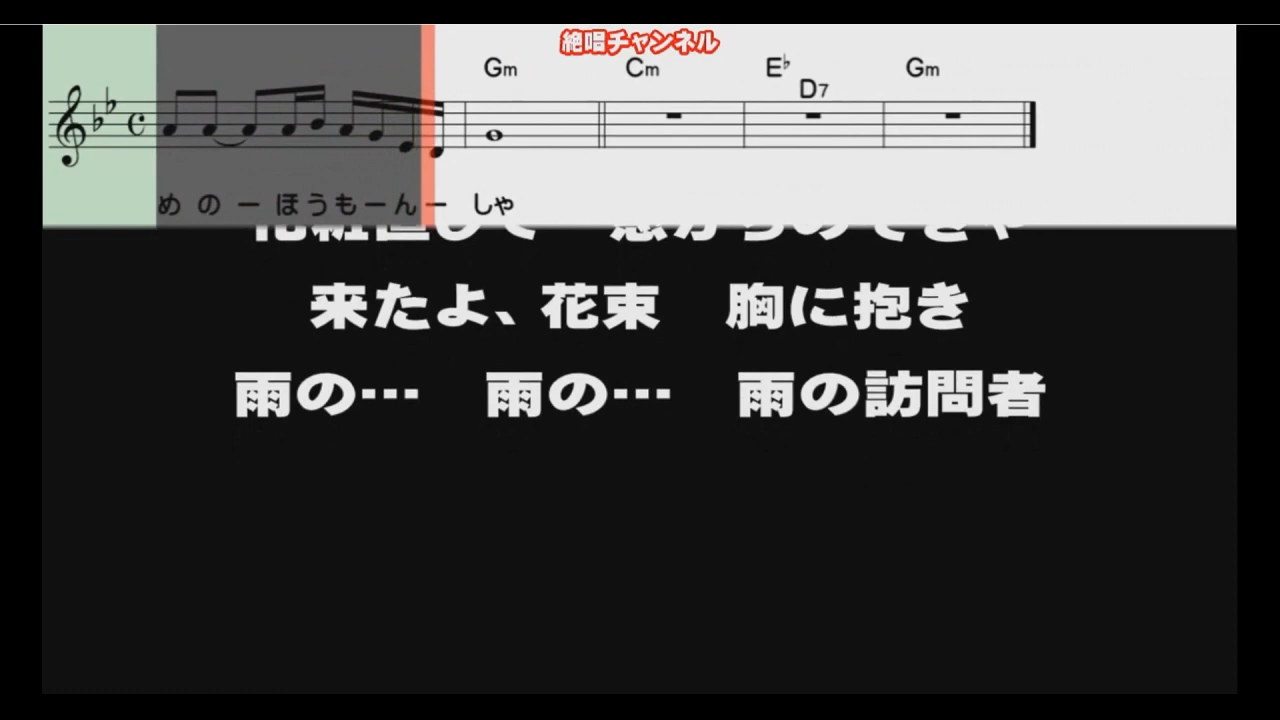 絶唱チャンネル
Gm Cm E♭ D7 Gm
めのーほうもーんー しゃ
来たよ、花束 胸に抱き
雨の… 雨の… 雨の訪問者